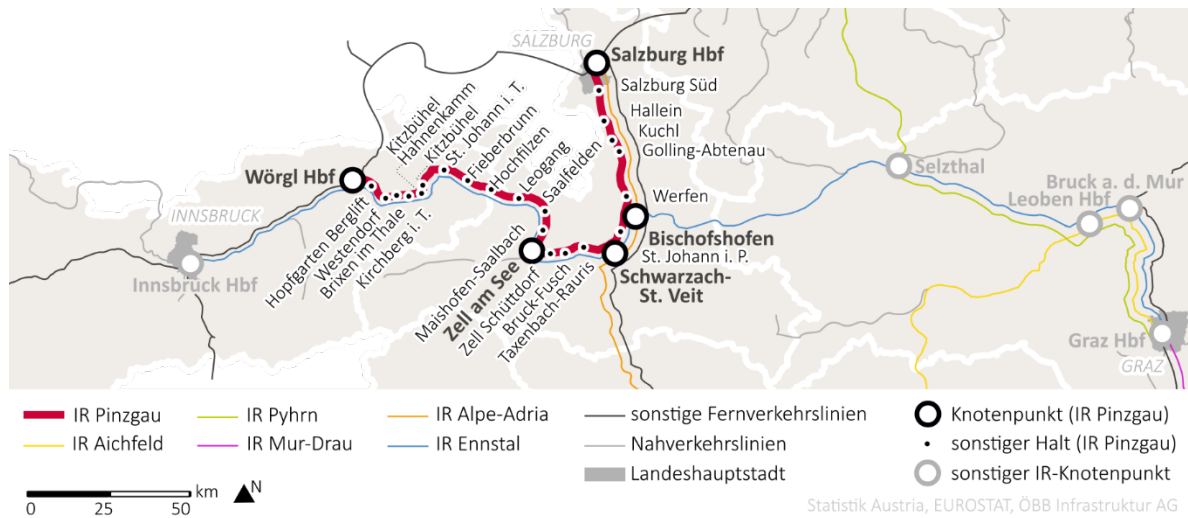 SALZBURG
Salzburg Hbf
Salzburg Süd
Hallein
Kuchl
Golling-Abtenau
Werfen
Bischofshofen
St. Johann i. P.
Schwarzach-
St. Veit
Kitzbühel
Hahnenkamm
Kitzbühel
St. Johann i. T.
Fieberbrunn
Hochfilzen
Leogang
Saalfelden
Wörgl Hbf
INNSBRUCK
Innsbruck Hbf
Hopfgarten Berglift
Westendorf
Brixen im Thale
Kirchberg i. T.
Maishofen-Saalbach
Zell am See
Zell Schüttdorf
Bruck-Fusch
Taxenbach-Rauris
Selzthal
Bruck a. d. Mur
Leoben Hbf
Graz Hbf
GRAZ
IR Pinzgau
IR Pyhrn
IR Alpe-Adria
sonstige Fernverkehrslinien
Knotenpunkt (IR Pinzgau)
IR Aichfeld
IR Mur-Drau
IR Ennstal
Nahverkehrslinien
sonstiger Halt (IR Pinzgau)
Landeshauptstadt
sonstiger IR-Knotenpunkt
km
N
0 25 50
Statistik Austria, EUROSTAT, ÖBB Infrastruktur AG